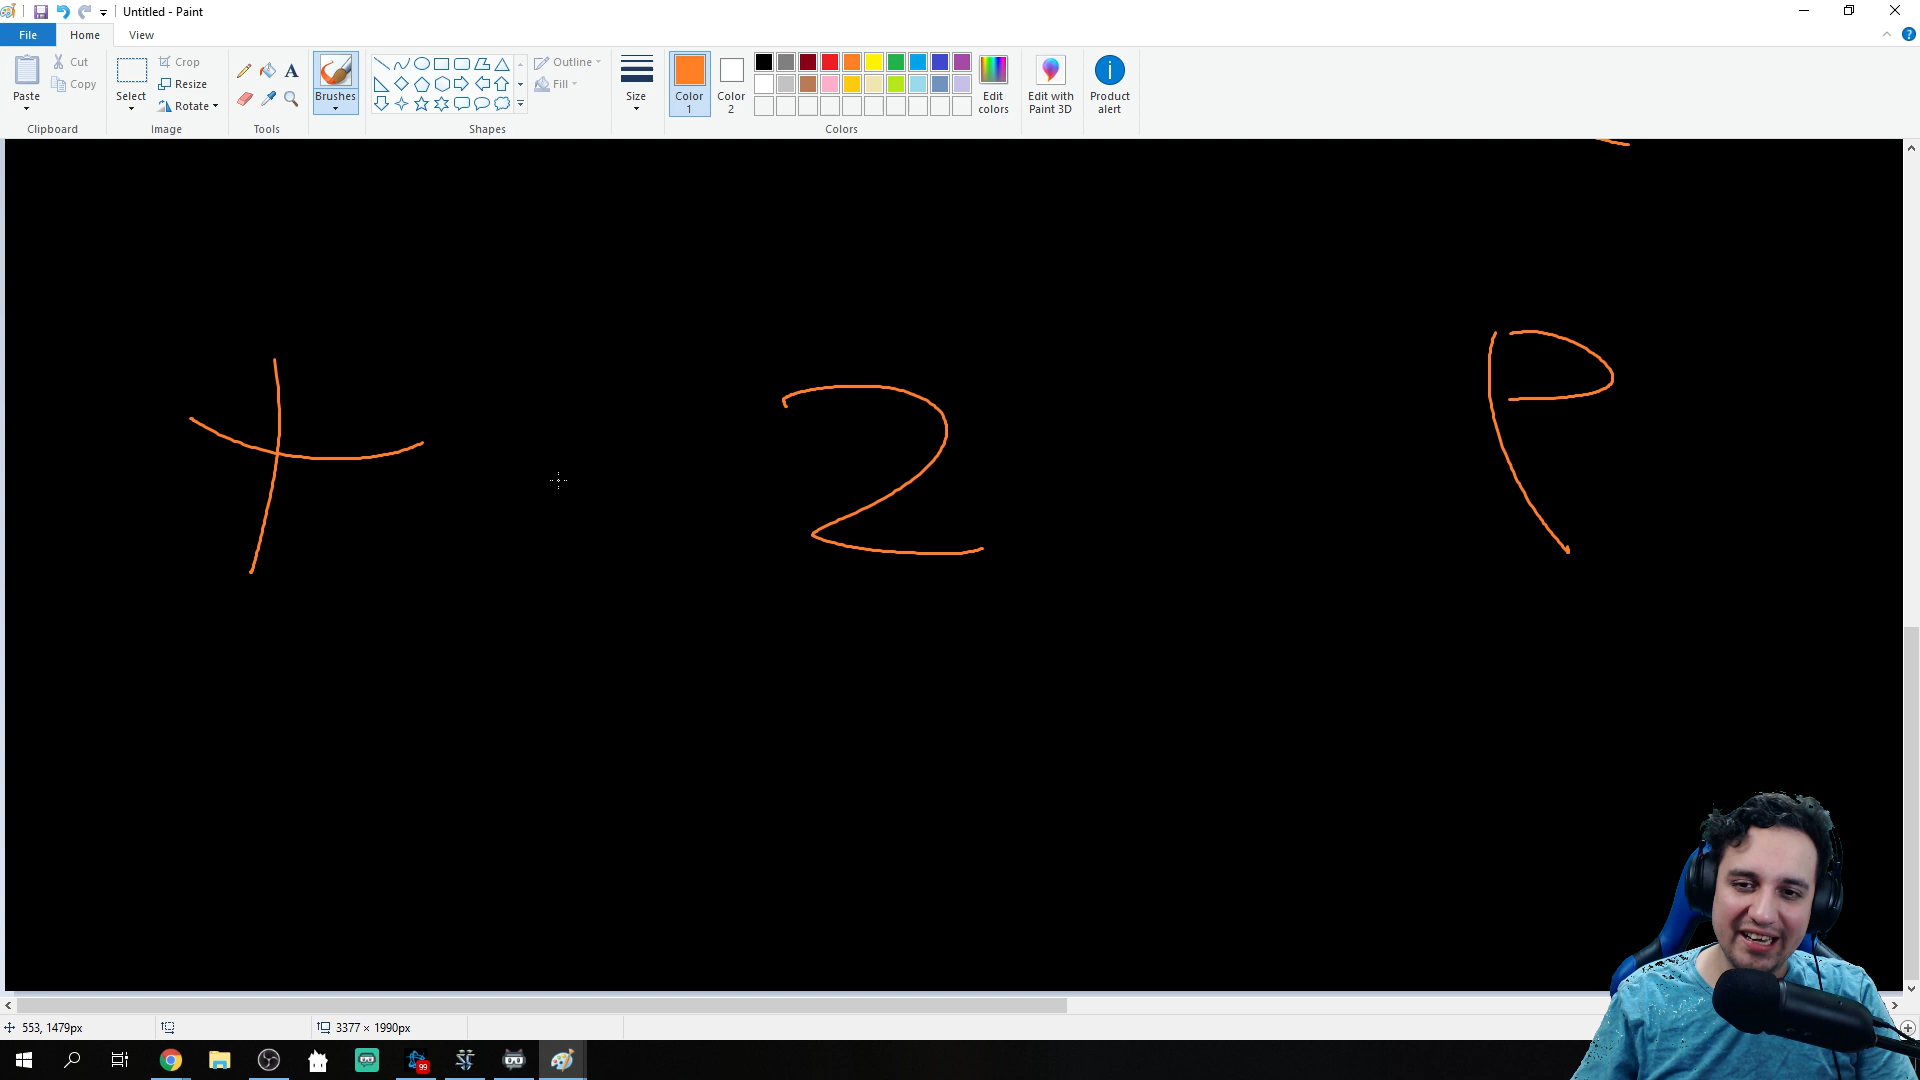 Untitled - Paint
File Home View
Paste Cut Copy Select Crop Resize Rotate Brushes Outline Fill Size Color 1 Color 2 Edit colors Edit with Paint 3D Product alert
Clipboard Image Tools Shapes Colors
+ 2 P
553, 1479px 3377 × 1990px
99